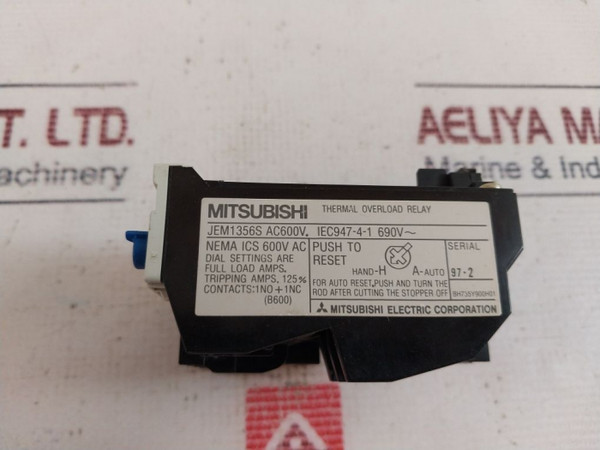 T. LTD.
AELIYA MA
achinery
Marine & Indus
MITSUBISHI THERMAL OVERLOAD RELAY
JEM1356S AC600V. IEC947-4-1 690V~
NEMA ICS 600V AC
DIAL SETTINGS ARE
FULL LOAD AMPS.
TRIPPING AMPS. 125%
CONTACTS:1NO+1NC
(B600)
PUSH TO
RESET
HAND-H A-AUTO
FOR AUTO RESET,PUSH AND TURN THE
ROD AFTER CUTTING THE STOPPER OFF
SERIAL
97-2
MITSUBISHI ELECTRIC CORPORATION